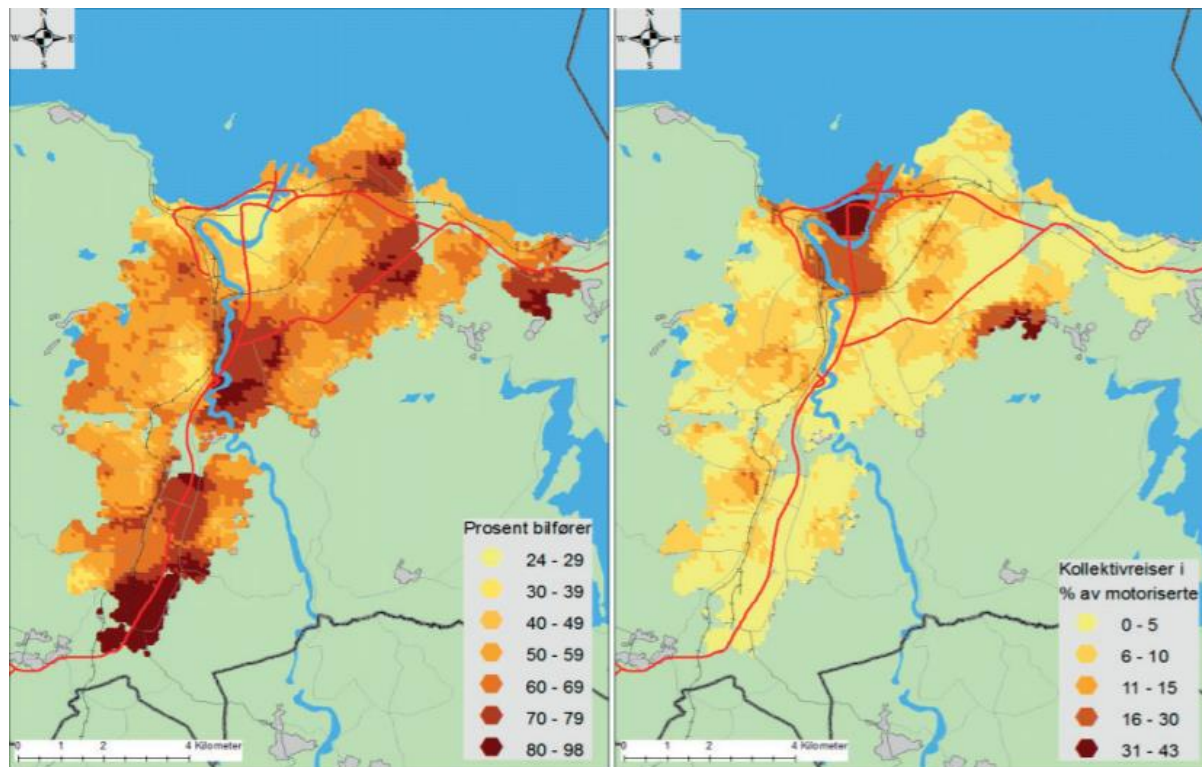 N
W E
S
Prosent bilfører
24 - 29
30 - 39
40 - 49
50 - 59
60 - 69
70 - 79
80 - 98
0 1 2 4 Kilometer
N
W E
S
Kollektivreiser i
% av motoriserte
0 - 5
6 - 10
11 - 15
16 - 30
31 - 43
0 1 2 4 Kilometer